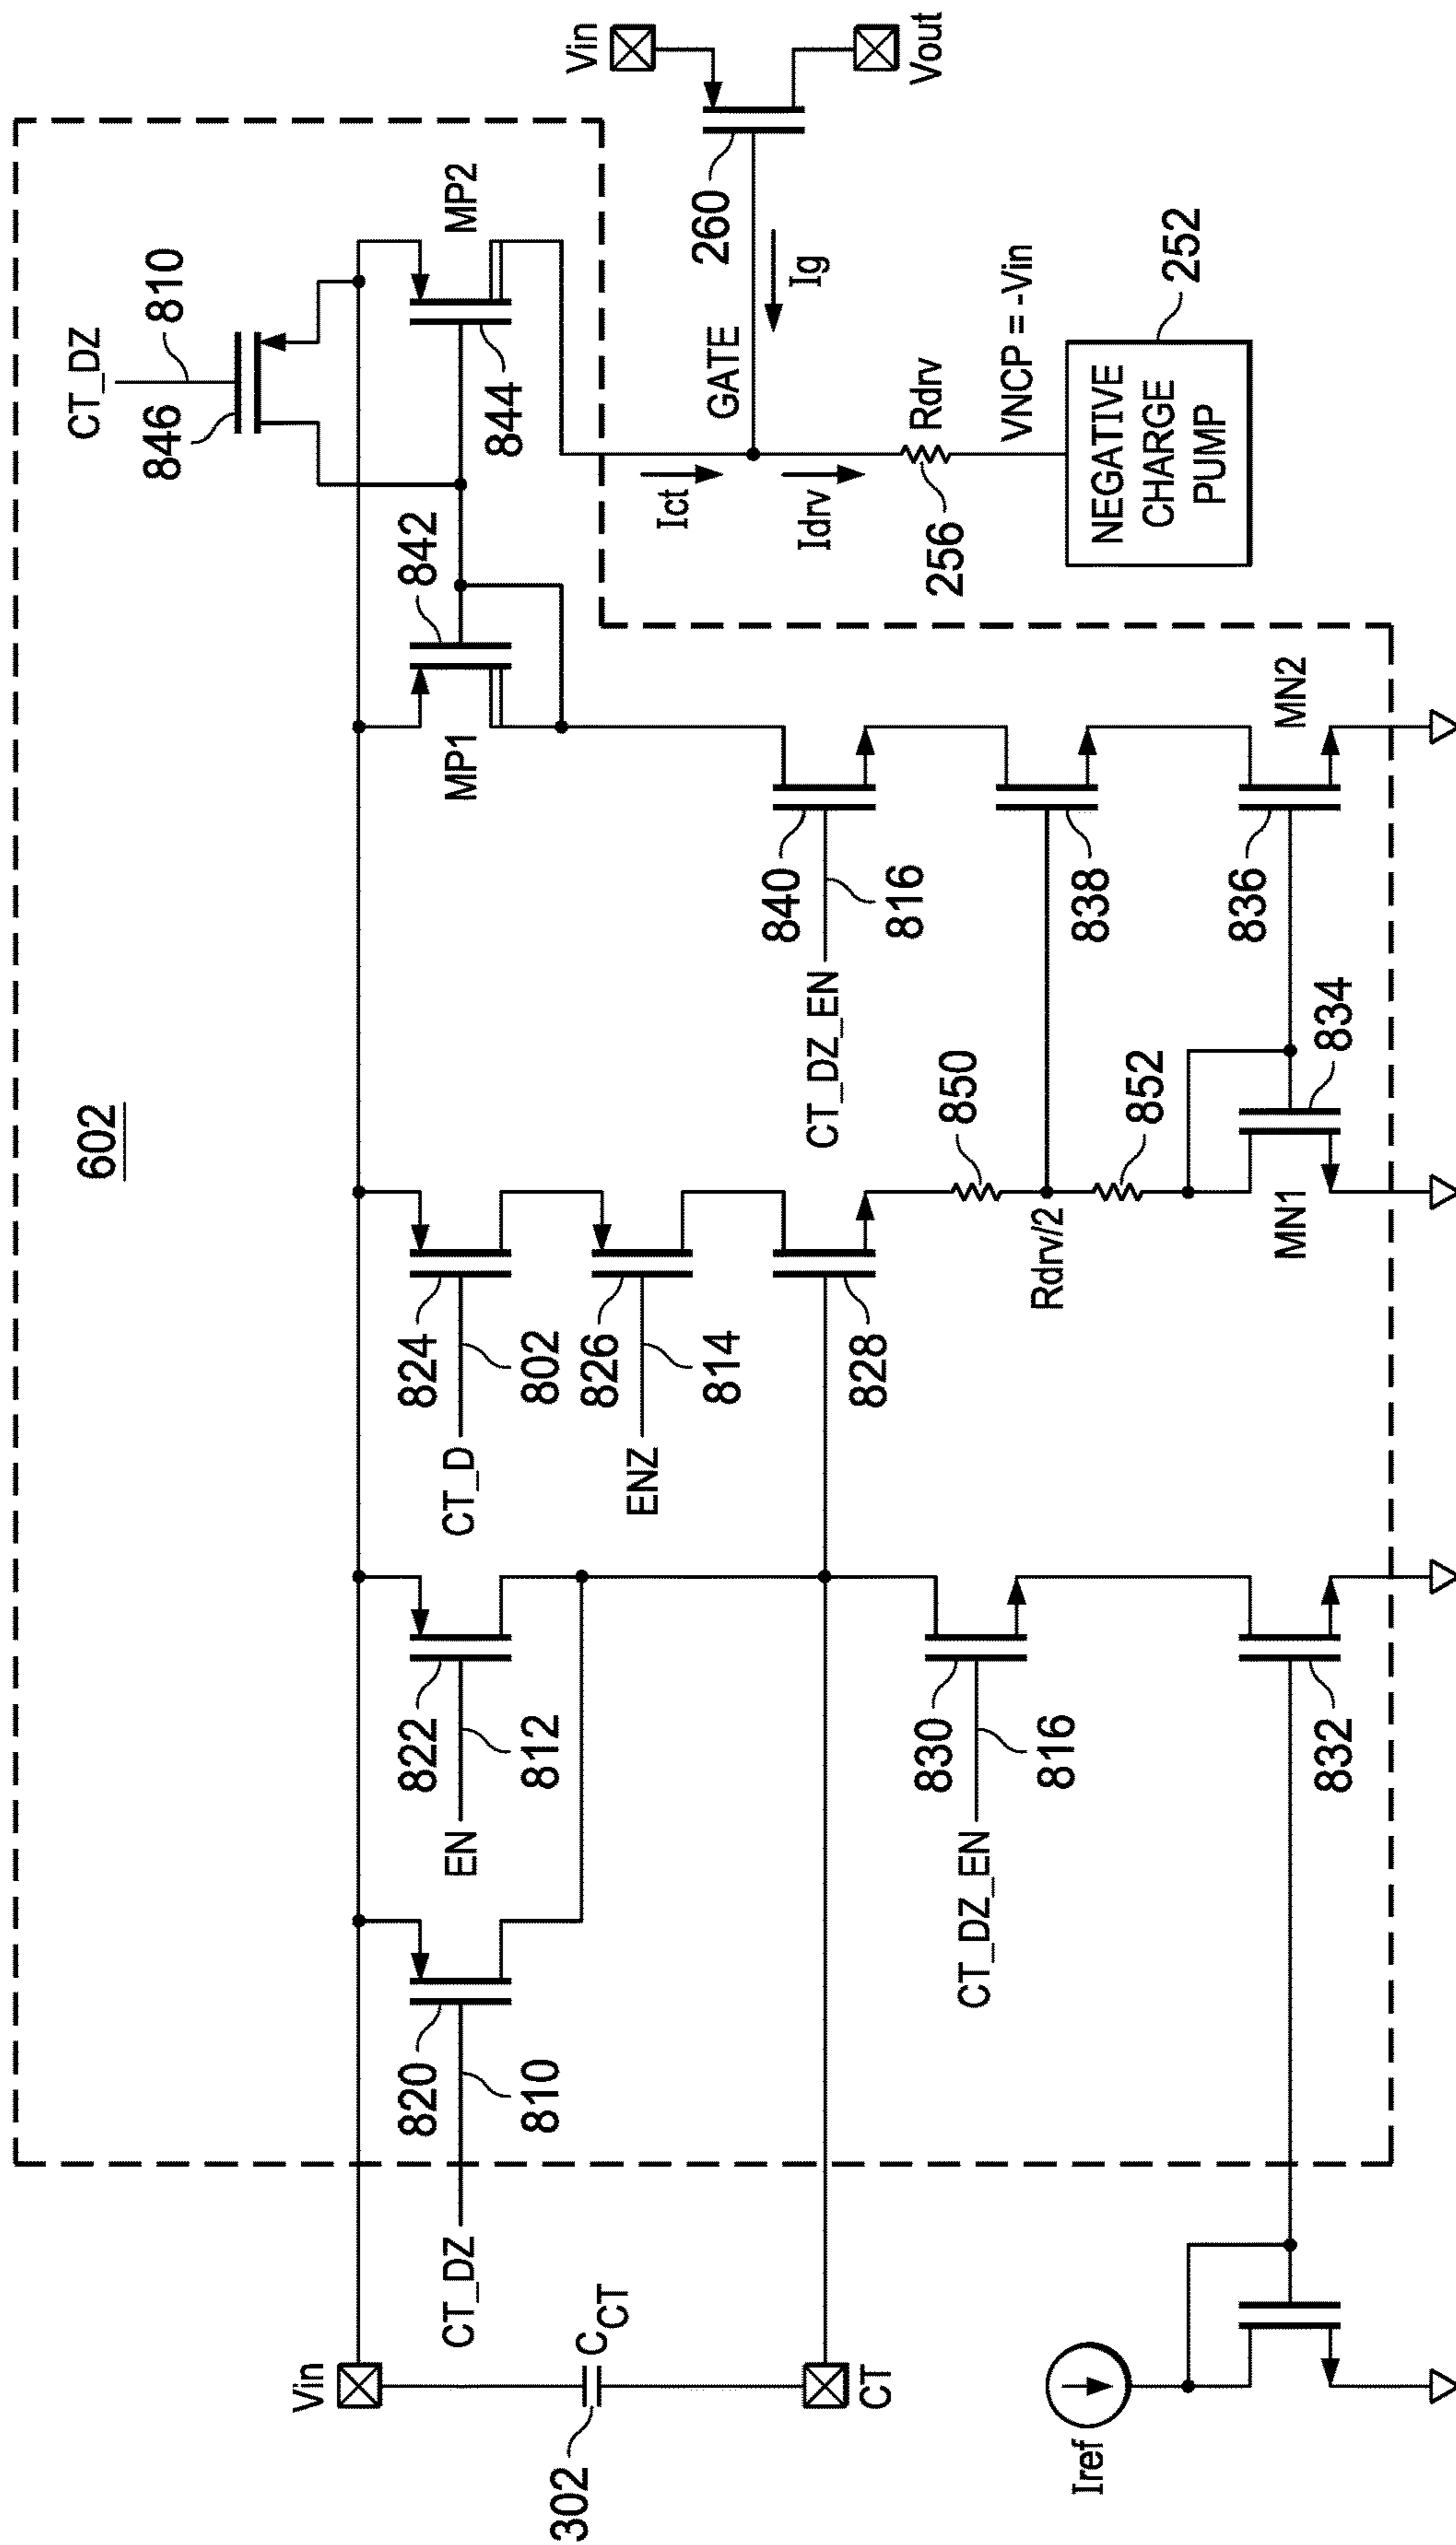 602
CT_DZ
810
846
Vin
302
C_CT
CT
Iref
CT_DZ
820
810
EN
822
812
CT_DZ_EN
830
816
832
CT_D
824
802
ENZ
826
814
828
850
Rdrv/2
852
MN1
834
CT_DZ_EN
840
816
838
836
MN2
MP1
842
MP2
844
Ict
Idrv
GATE
Ig
260
Vin
Vout
Rdrv
256
VNCP = -Vin
NEGATIVE
CHARGE
PUMP
252